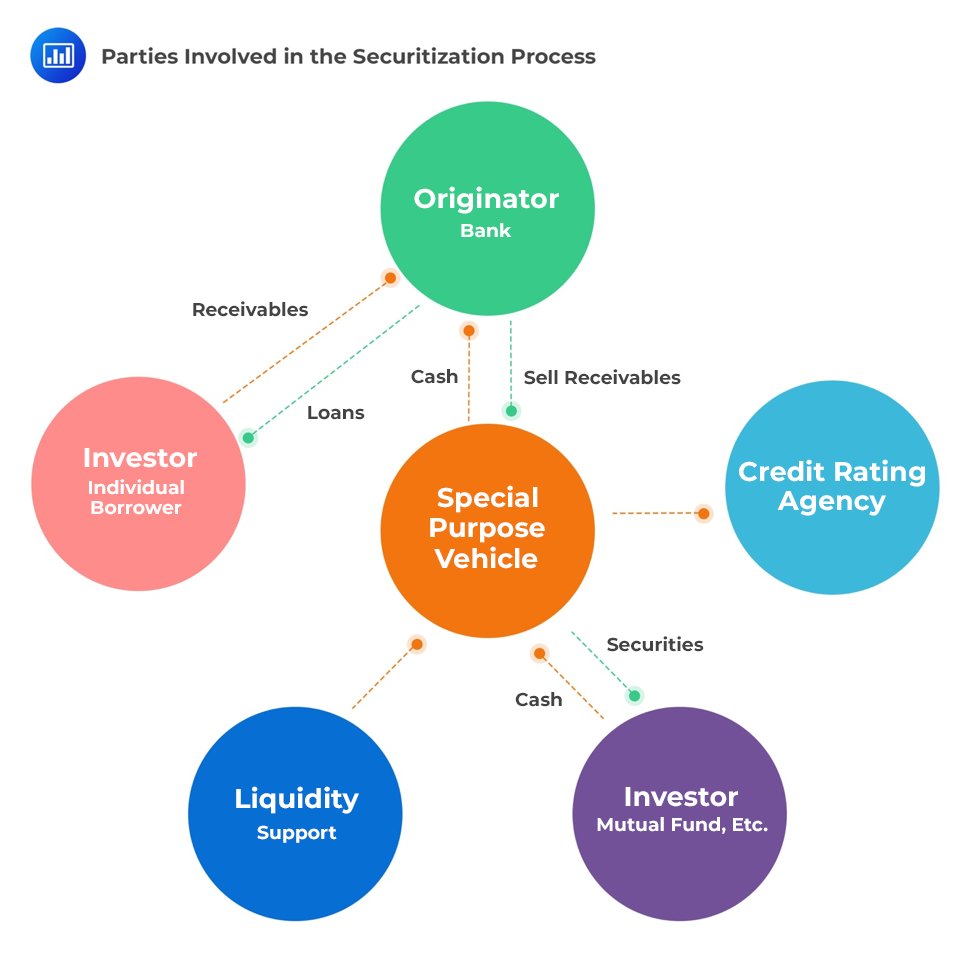 Parties Involved in the Securitization Process
Originator
Bank
Receivables
Loans
Cash
Sell Receivables
Investor
Individual
Borrower
Special
Purpose
Vehicle
Credit Rating
Agency
Securities
Cash
Liquidity
Support
Investor
Mutual Fund, Etc.